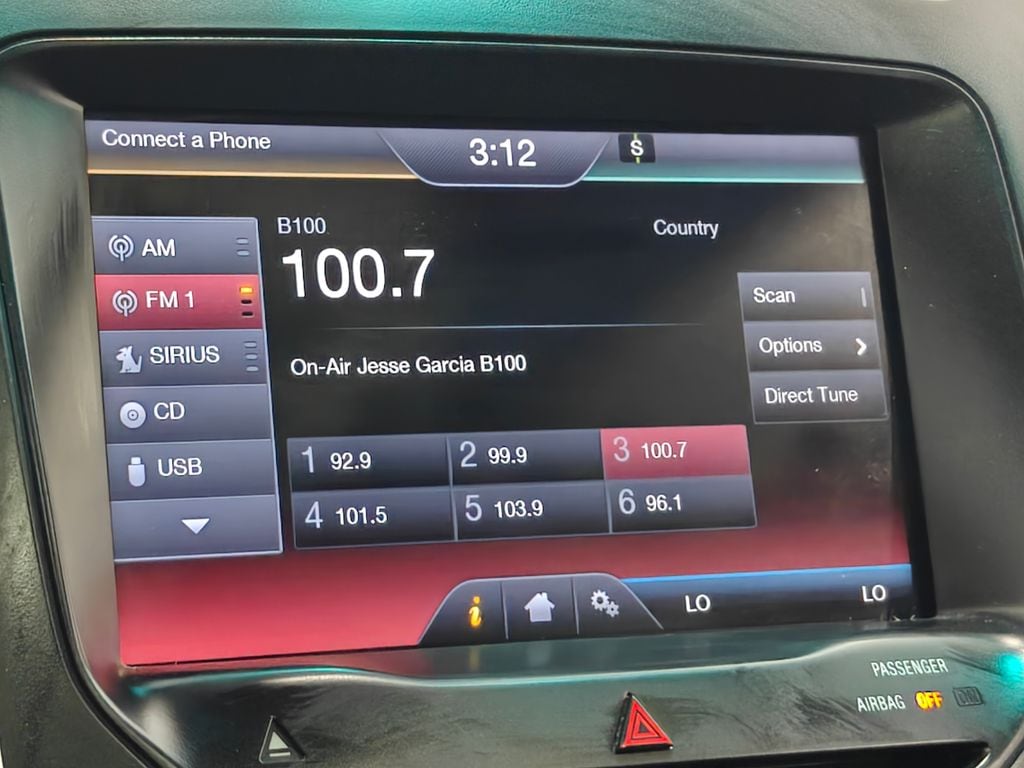 Connect a Phone
3:12
S
B100
Country
100.7
AM
FM 1
SIRIUS
CD
USB
On-Air Jesse Garcia B100
Scan
Options
Direct Tune
1 92.9
2 99.9
3 100.7
4 101.5
5 103.9
6 96.1
i
LO
LO
PASSENGER
AIRBAG OFF ON